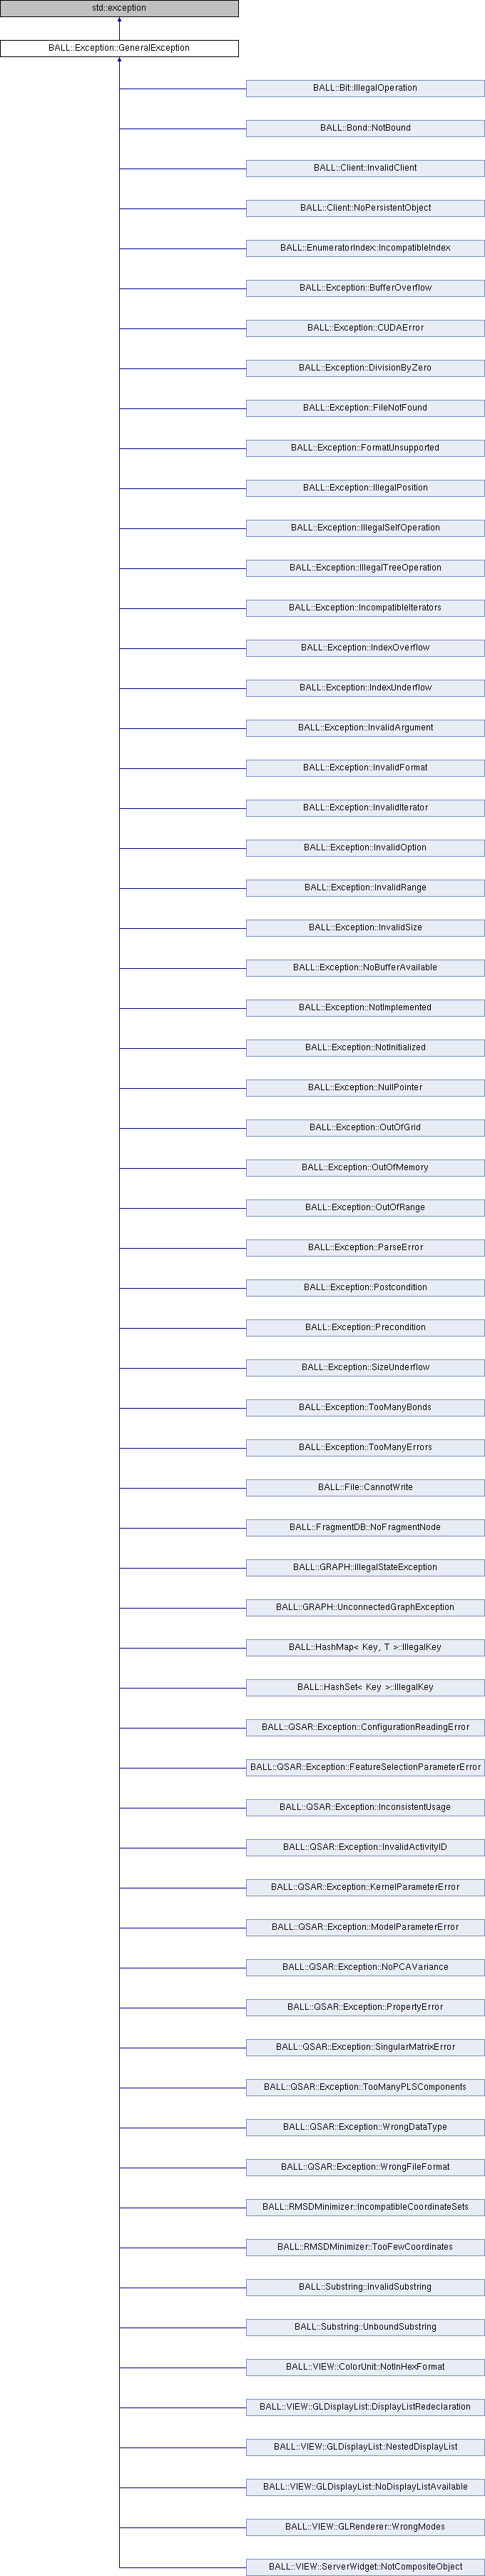 std::exception
BALL::Exception::GeneralException
BALL::Bit::IllegalOperation
BALL::Bond::NotBound
BALL::Client::InvalidClient
BALL::Client::NoPersistentObject
BALL::EnumeratorIndex::IncompatibleIndex
BALL::Exception::BufferOverflow
BALL::Exception::CUDAError
BALL::Exception::DivisionByZero
BALL::Exception::FileNotFound
BALL::Exception::FormatUnsupported
BALL::Exception::IllegalPosition
BALL::Exception::IllegalSelfOperation
BALL::Exception::IllegalTreeOperation
BALL::Exception::IncompatibleIterators
BALL::Exception::IndexOverflow
BALL::Exception::IndexUnderflow
BALL::Exception::InvalidArgument
BALL::Exception::InvalidFormat
BALL::Exception::InvalidIterator
BALL::Exception::InvalidOption
BALL::Exception::InvalidRange
BALL::Exception::InvalidSize
BALL::Exception::NoBufferAvailable
BALL::Exception::NotImplemented
BALL::Exception::NotInitialized
BALL::Exception::NullPointer
BALL::Exception::OutOfGrid
BALL::Exception::OutOfMemory
BALL::Exception::OutOfRange
BALL::Exception::ParseError
BALL::Exception::Postcondition
BALL::Exception::Precondition
BALL::Exception::SizeUnderflow
BALL::Exception::TooManyBonds
BALL::Exception::TooManyErrors
BALL::File::CannotWrite
BALL::FragmentDB::NoFragmentNode
BALL::GRAPH::IllegalStateException
BALL::GRAPH::UnconnectedGraphException
BALL::HashMap< Key, T >::IllegalKey
BALL::HashSet< Key >::IllegalKey
BALL::QSAR::Exception::ConfigurationReadingError
BALL::QSAR::Exception::FeatureSelectionParameterError
BALL::QSAR::Exception::InconsistentUsage
BALL::QSAR::Exception::InvalidActivityID
BALL::QSAR::Exception::KernelParameterError
BALL::QSAR::Exception::ModelParameterError
BALL::QSAR::Exception::NoPCAVariance
BALL::QSAR::Exception::PropertyError
BALL::QSAR::Exception::SingularMatrixError
BALL::QSAR::Exception::TooManyPLSComponents
BALL::QSAR::Exception::WrongDataType
BALL::QSAR::Exception::WrongFileFormat
BALL::RMSDMinimizer::IncompatibleCoordinateSets
BALL::RMSDMinimizer::TooFewCoordinates
BALL::Substring::InvalidSubstring
BALL::Substring::UnboundSubstring
BALL::VIEW::ColorUnit::NotInHexFormat
BALL::VIEW::GLDisplayList::DisplayListRedeclaration
BALL::VIEW::GLDisplayList::NestedDisplayList
BALL::VIEW::GLDisplayList::NoDisplayListAvailable
BALL::VIEW::GLRenderer::WrongModes
BALL::VIEW::ServerWidget::NotCompositeObject